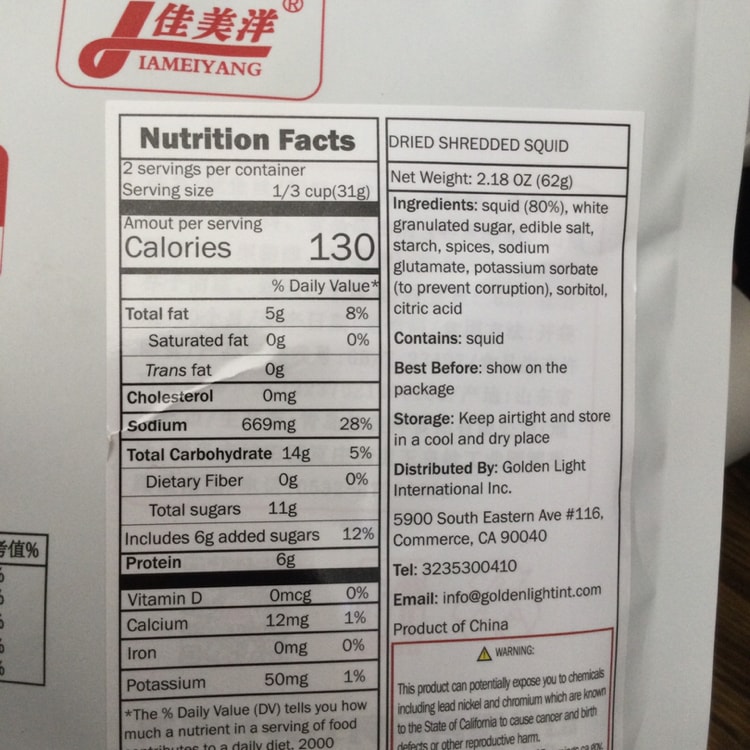 佳美洋®
IAMEIYANG
Nutrition Facts
2 servings per container
Serving size 1/3 cup(31g)
Amout per serving
Calories 130
% Daily Value*
Total fat 5g 8%
Saturated fat 0g 0%
Trans fat 0g
Cholesterol 0mg
Sodium 669mg 28%
Total Carbohydrate 14g 5%
Dietary Fiber 0g 0%
Total sugars 11g
Includes 6g added sugars 12%
Protein 6g
Vitamin D 0mcg 0%
Calcium 12mg 1%
Iron 0mg 0%
Potassium 50mg 1%
*The % Daily Value (DV) tells you how
much a nutrient in a serving of food
contributes to a daily diet. 2000
DRIED SHREDDED SQUID
Net Weight: 2.18 OZ (62g)
Ingredients: squid (80%), white
granulated sugar, edible salt,
starch, spices, sodium
glutamate, potassium sorbate
(to prevent corruption), sorbitol,
citric acid
Contains: squid
Best Before: show on the
package
Storage: Keep airtight and store
in a cool and dry place
Distributed By: Golden Light
International Inc.
5900 South Eastern Ave #116,
Commerce, CA 90040
Tel: 3235300410
Email: info@goldenlightint.com
Product of China
WARNING:
This product can potentially expose you to chemicals
including lead nickel and chromium which are known
to the State of California to cause cancer and birth
defects or other reproductive harm.
考值%